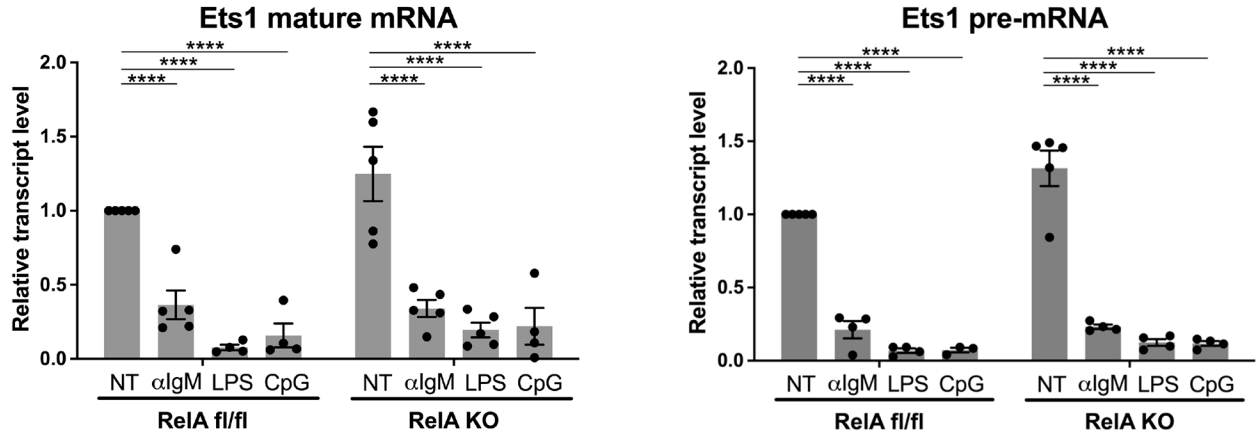 Ets1 mature mRNA
Relative transcript level
2.0
1.5
1.0
0.5
0.0
****
****
****
****
****
****
NT αIgM LPS CpG NT αIgM LPS CpG
RelA fl/fl RelA KO
Ets1 pre-mRNA
Relative transcript level
2.0
1.5
1.0
0.5
0.0
****
****
****
****
****
****
NT αIgM LPS CpG NT αIgM LPS CpG
RelA fl/fl RelA KO